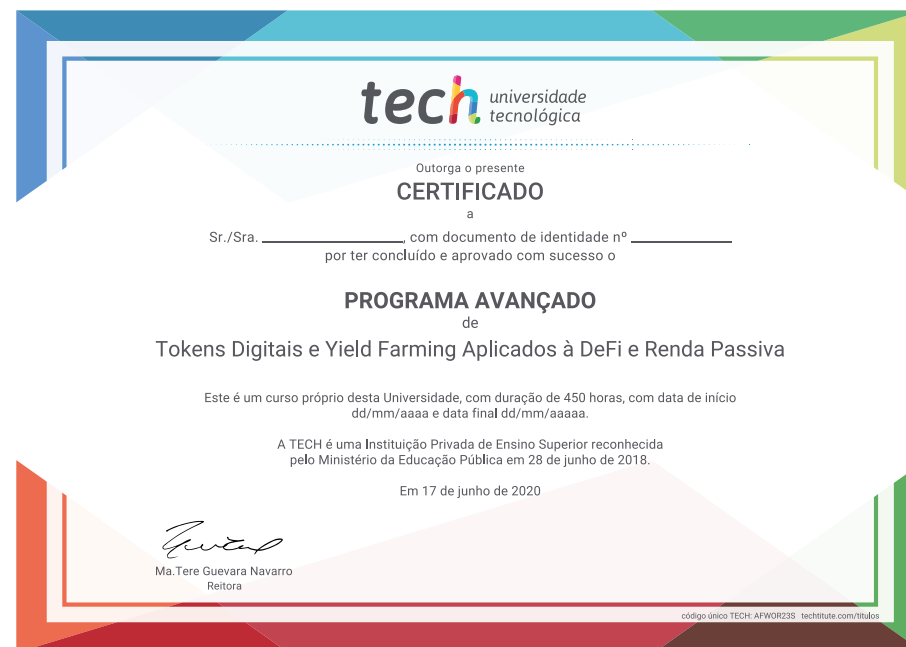 tech universidade
tecnológica
Outorga o presente
CERTIFICADO
a
Sr./Sra. ____________, com documento de identidade nº ____________
por ter concluído e aprovado com sucesso o
PROGRAMA AVANÇADO
de
Tokens Digitais e Yield Farming Aplicados à DeFi e Renda Passiva
Este é um curso próprio desta Universidade, com duração de 450 horas, com data de início
dd/mm/aaaa e data final dd/mm/aaaaa.
A TECH é uma Instituição Privada de Ensino Superior reconhecida
pelo Ministério da Educação Pública em 28 de junho de 2018.
Em 17 de junho de 2020
Ma.Tere Guevara Navarro
Reitora
código único TECH: AFWOR23S techtitute.com/titulos